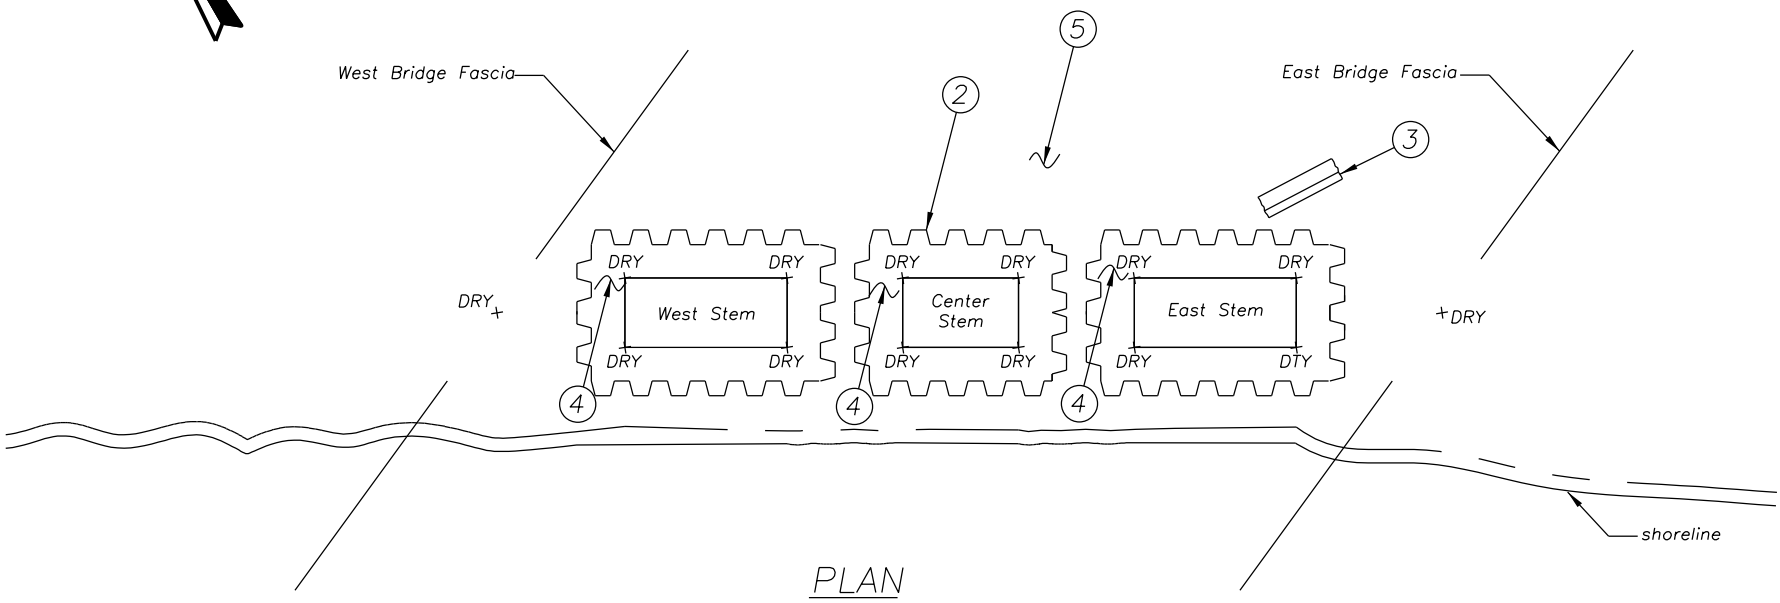 5
West Bridge Fascia
East Bridge Fascia
2
3
DRY DRY DRY DRY DRY DRY
DRY
West Stem
Center
Stem
East Stem
DRY
DRY DRY DRY DRY DRY DTY
4 4 4
shoreline
PLAN